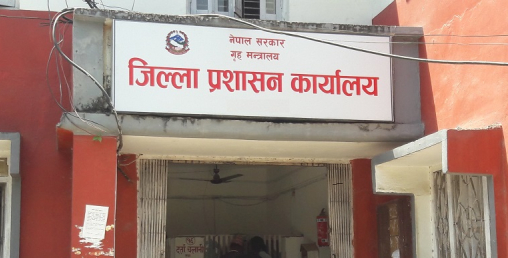 नेपाल सरकार
गृह मन्त्रालय
जिल्ला प्रशासन कार्यालय